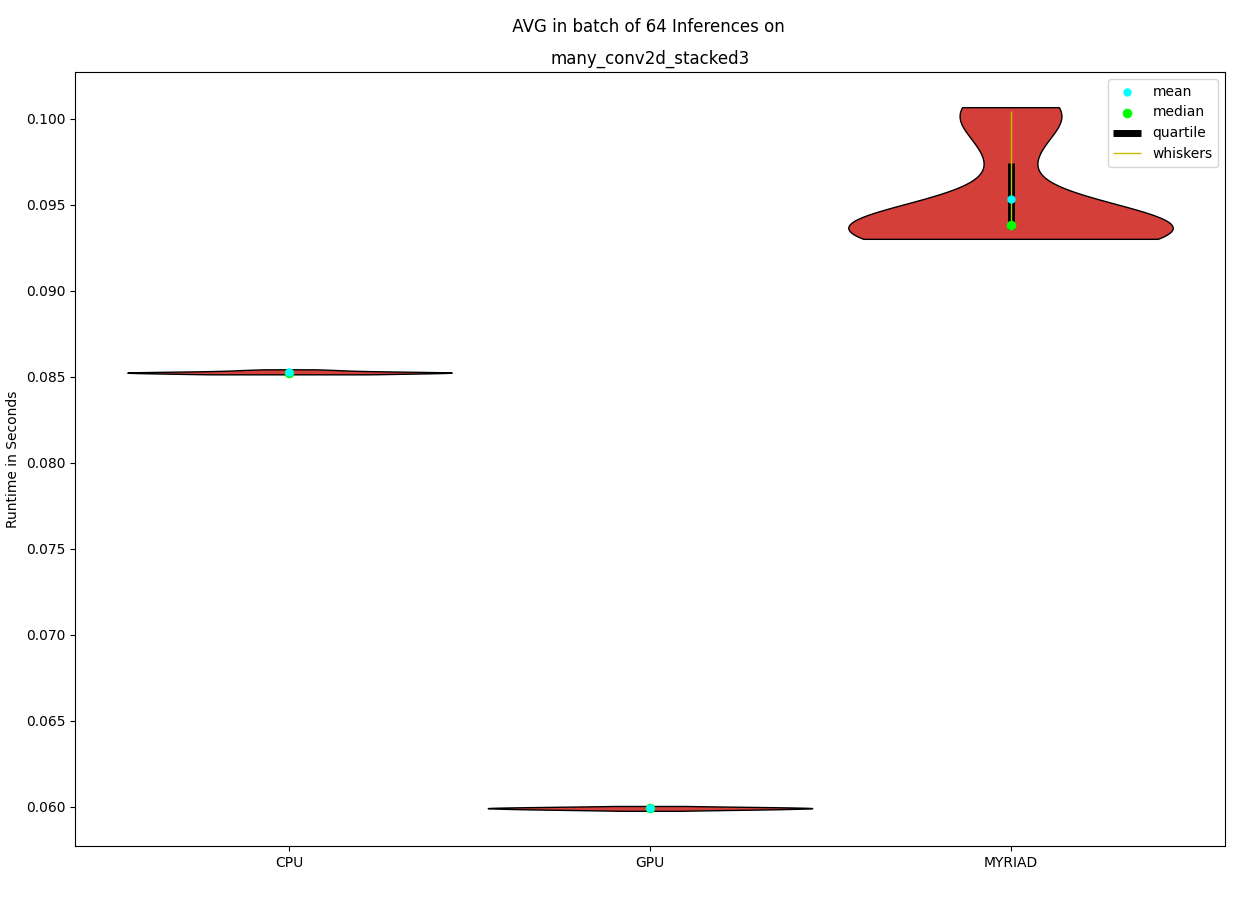 AVG in batch of 64 Inferences on
many_conv2d_stacked3
mean
median
quartile
whiskers
Runtime in Seconds
0.100
0.095
0.090
0.085
0.080
0.075
0.070
0.065
0.060
CPU
GPU
MYRIAD